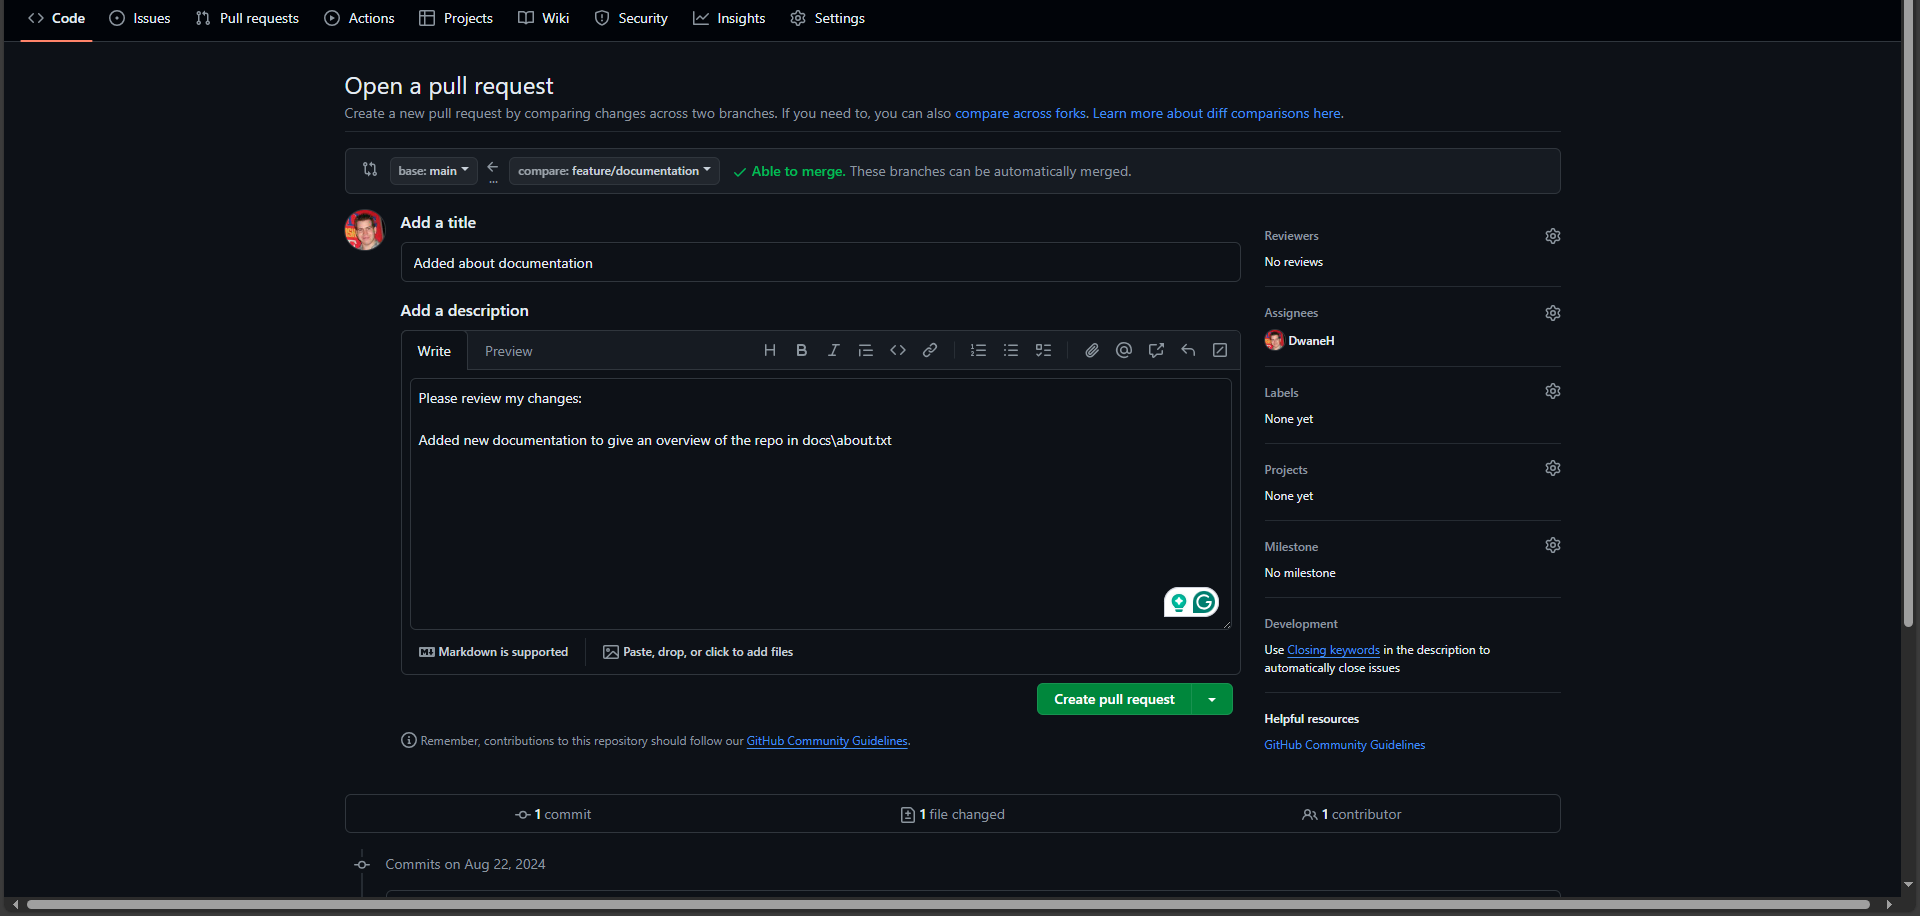 Code Issues Pull requests Actions Projects Wiki Security Insights Settings
Open a pull request
Create a new pull request by comparing changes across two branches. If you need to, you can also compare across forks. Learn more about diff comparisons here.
base: main ← ... compare: feature/documentation Able to merge. These branches can be automatically merged.
Add a title
Added about documentation
Add a description
Write Preview
Please review my changes:
Added new documentation to give an overview of the repo in docs\about.txt
Markdown is supported Paste, drop, or click to add files
Create pull request
Remember, contributions to this repository should follow our GitHub Community Guidelines.
Reviewers
No reviews
Assignees
DwaneH
Labels
None yet
Projects
None yet
Milestone
No milestone
Development
Use Closing keywords in the description to
automatically close issues
Helpful resources
GitHub Community Guidelines
1 commit 1 file changed 1 contributor
Commits on Aug 22, 2024